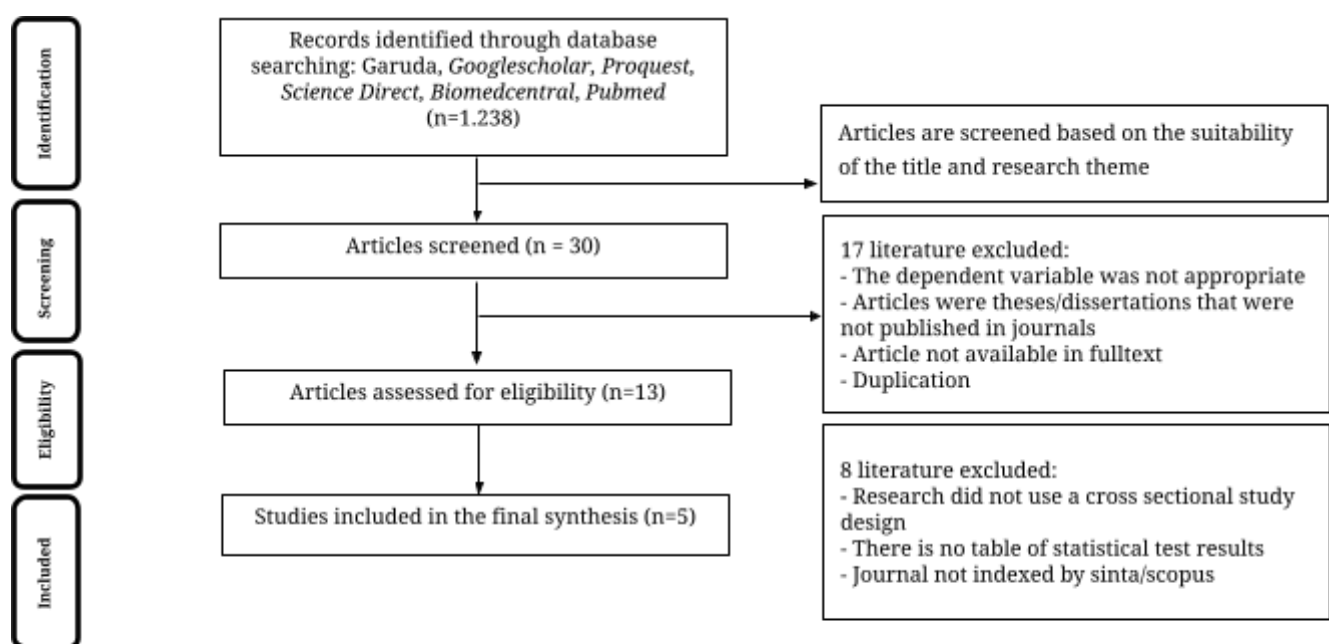 Identification
Records identified through database
searching: Garuda, Googlescholar, Proquest,
Science Direct, Biomedcentral, Pubmed
(n=1.238)
Articles are screened based on the suitability
of the title and research theme
Screening
Articles screened (n = 30)
17 literature excluded:
- The dependent variable was not appropriate
- Articles were theses/dissertations that were
not published in journals
- Article not available in fulltext
- Duplication
Eligibility
Articles assessed for eligibility (n=13)
8 literature excluded:
- Research did not use a cross sectional study
design
- There is no table of statistical test results
- Journal not indexed by sinta/scopus
Included
Studies included in the final synthesis (n=5)